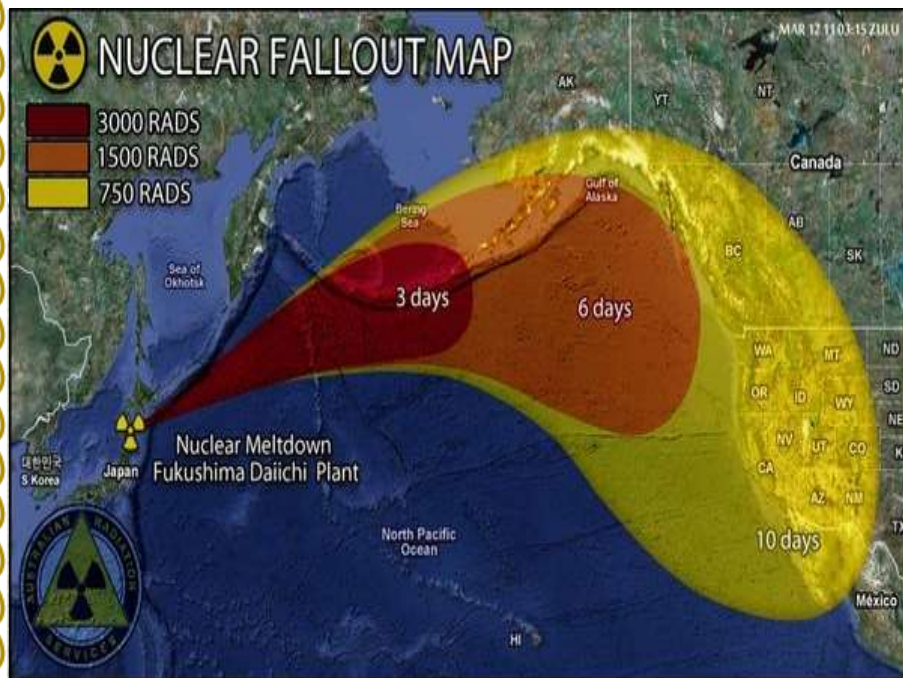 MAR 12 11 03:15 ZULU
NUCLEAR FALLOUT MAP
3000 RADS
1500 RADS
750 RADS
AK
YT
NT
Canada
Gulf of
Alaska
Bering
Sea
Sea of
Okhotsk
BC
AB
SK
3 days
6 days
WA
MT
ND
OR
ID
WY
SD
NE
NV
UT
CO
K
CA
AZ
NM
TX
Nuclear Meltdown
Fukushima Daiichi Plant
대한민국
S Korea
Japan
North Pacific
Ocean
10 days
México
HI
AUSTRALIAN RADIATION
SERVICES